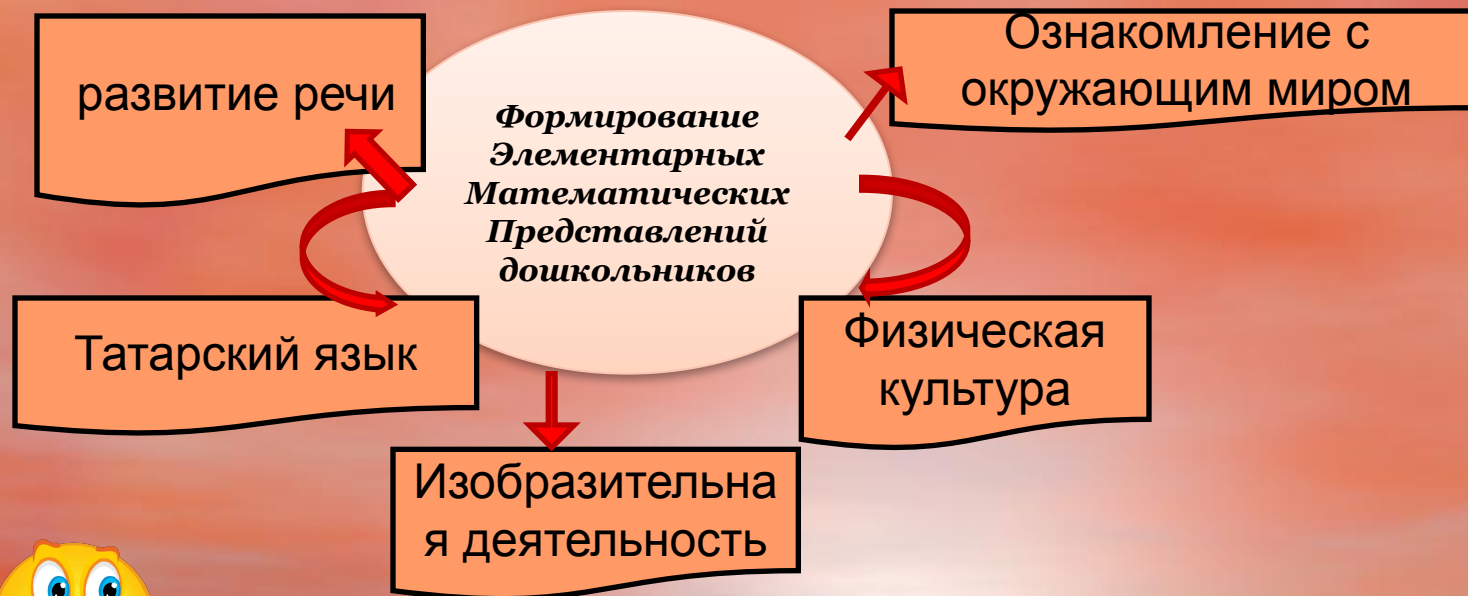 развитие речи
Формирование
Элементарных
Математических
Представлений
дошкольников
Ознакомление с
окружающим миром
Татарский язык
Физическая
культура
Изобразительна
я деятельность